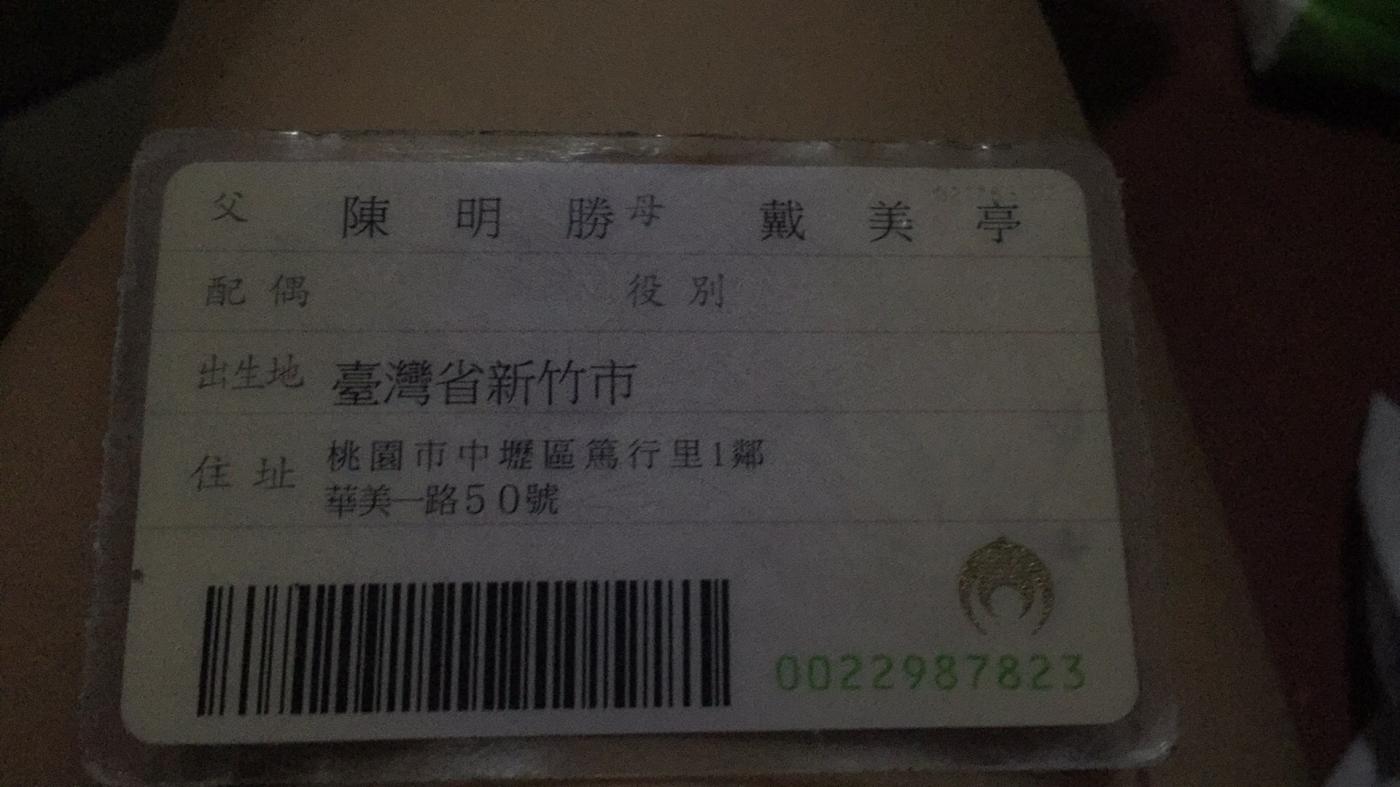 父 陳明勝 母 戴美亭
配偶 役別
出生地 臺灣省新竹市
住址 桃園市中壢區篤行里1鄰
華美一路50號
0022987823